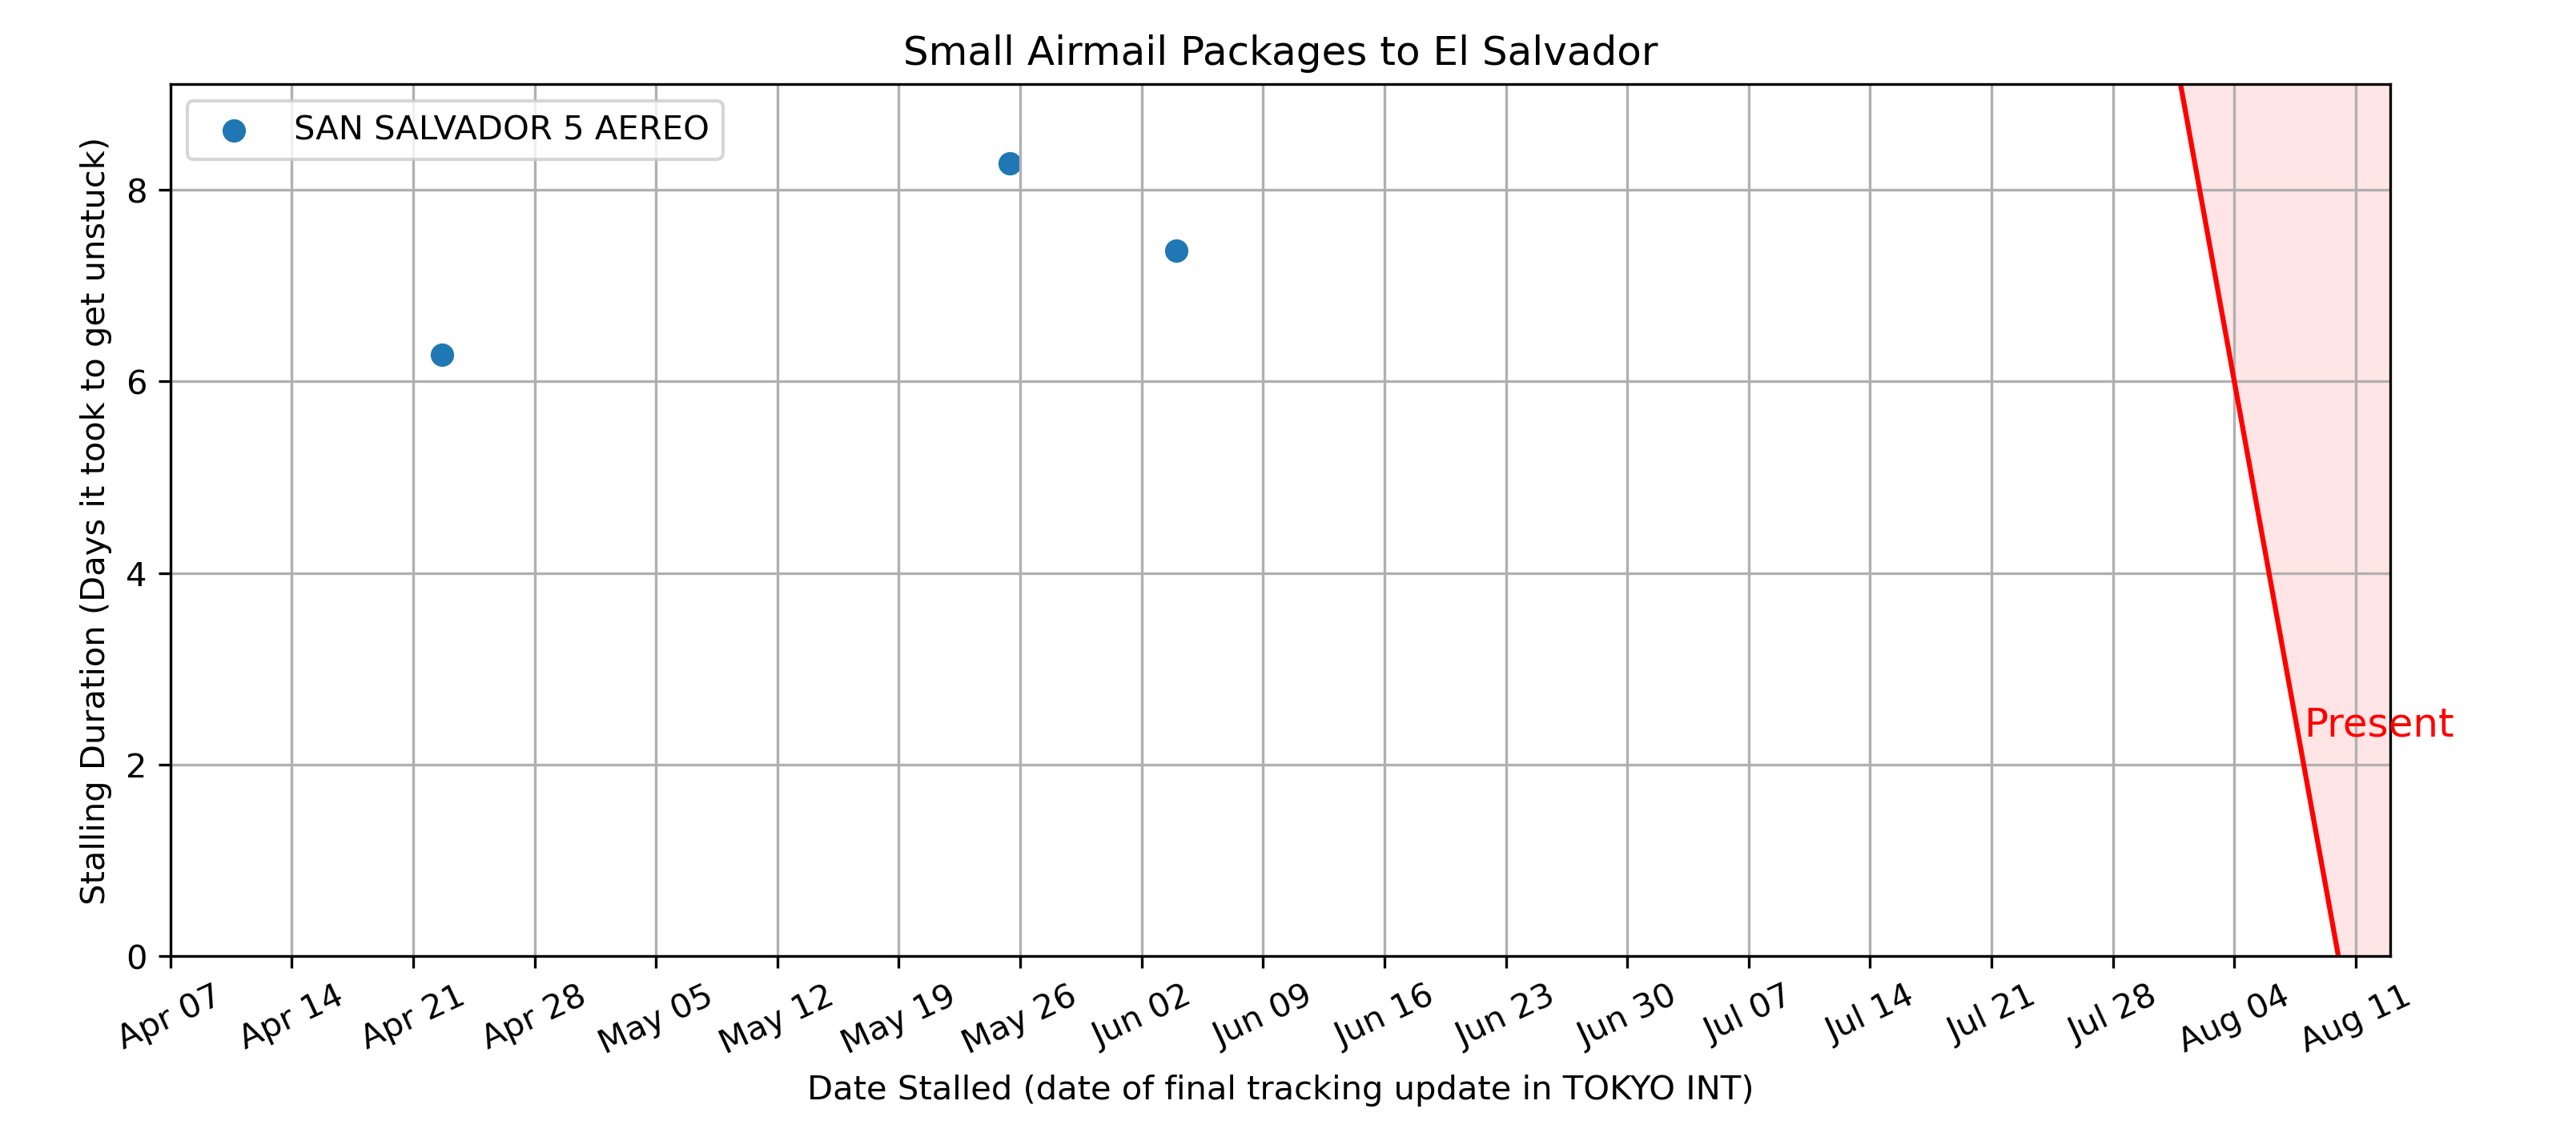 Small Airmail Packages to El Salvador
SAN SALVADOR 5 AEREO
Stalling Duration (Days it took to get unstuck)
8
6
4
2
0
Present
Apr 07
Apr 14
Apr 21
Apr 28
May 05
May 12
May 19
May 26
Jun 02
Jun 09
Jun 16
Jun 23
Jun 30
Jul 07
Jul 14
Jul 21
Jul 28
Aug 04
Aug 11
Date Stalled (date of final tracking update in TOKYO INT)